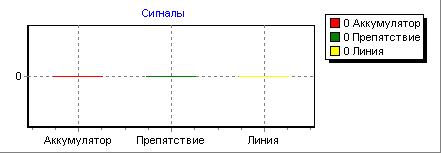 Сигналы
0 Аккумулятор
0 Препятствие
0 Линия
0
Аккумулятор Препятствие Линия